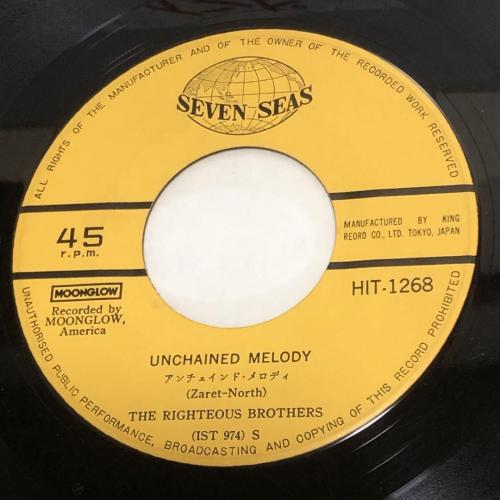 ALL RIGHTS OF THE MANUFACTURER AND OF THE OWNER OF THE RECORDED WORK RESERVED
SEVEN SEAS
45
r.p.m.
MANUFACTURED BY KING
REORD CO., LTD. TOKYO, JAPAN
MOONGLOW
Recorded by
MOONGLOW,
America
HIT-1268
UNCHAINED MELODY
アンチェインド・メロディ
(Zaret-North)
THE RIGHTEOUS BROTHERS
(IST 974) S
UNAUTHORISED PUBLIC PERFORMANCE, BROADCASTING AND COPYING OF THIS RECORD PROHIBITED